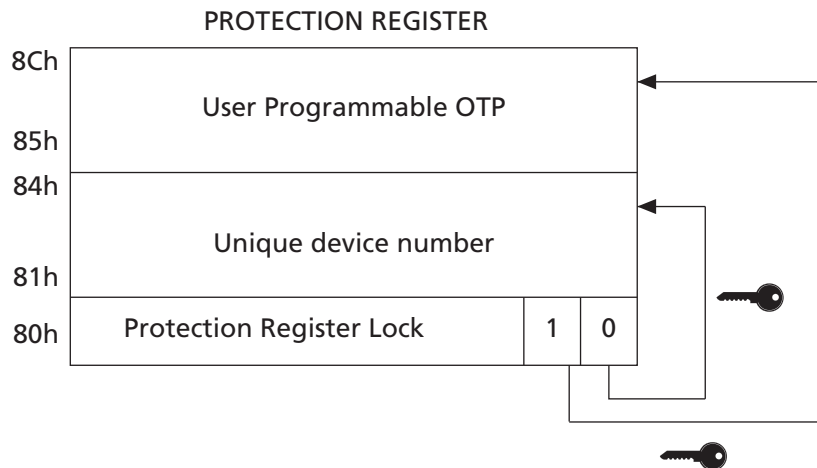 PROTECTION REGISTER
8Ch
User Programmable OTP
85h
84h
Unique device number
81h
80h Protection Register Lock 1 0